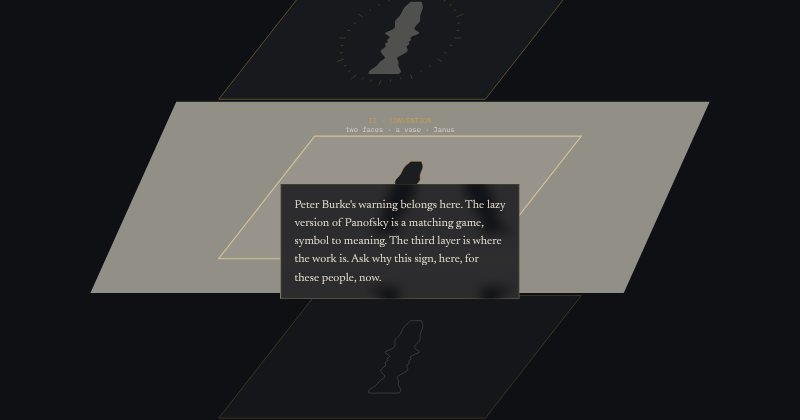 II · CONVENTION
two faces · a vase · Janus
Peter Burke's warning belongs here. The lazy
version of Panofsky is a matching game,
symbol to meaning. The third layer is where
the work is. Ask why this sign, here, for
these people, now.